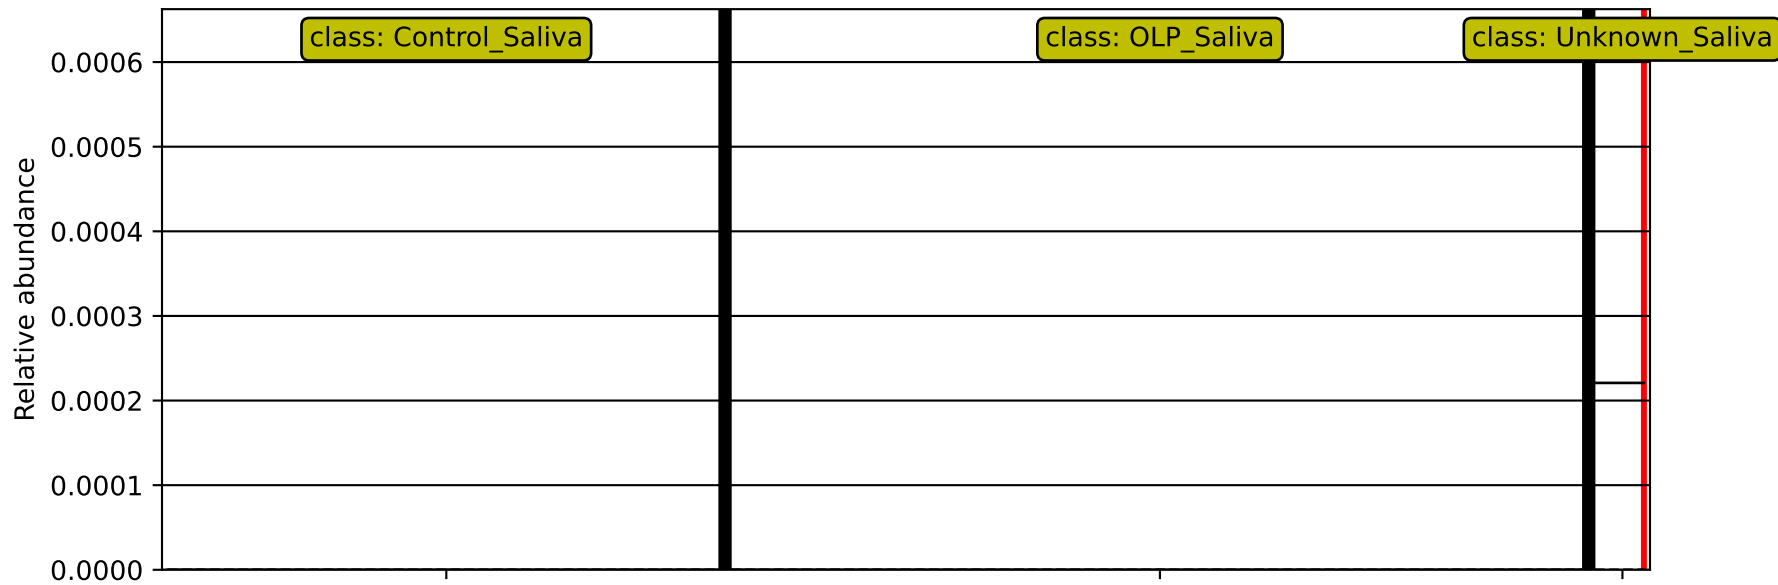 class: Control_Saliva
class: OLP_Saliva
class: Unknown_Saliva
Relative abundance
0.0006
0.0005
0.0004
0.0003
0.0002
0.0001
0.0000